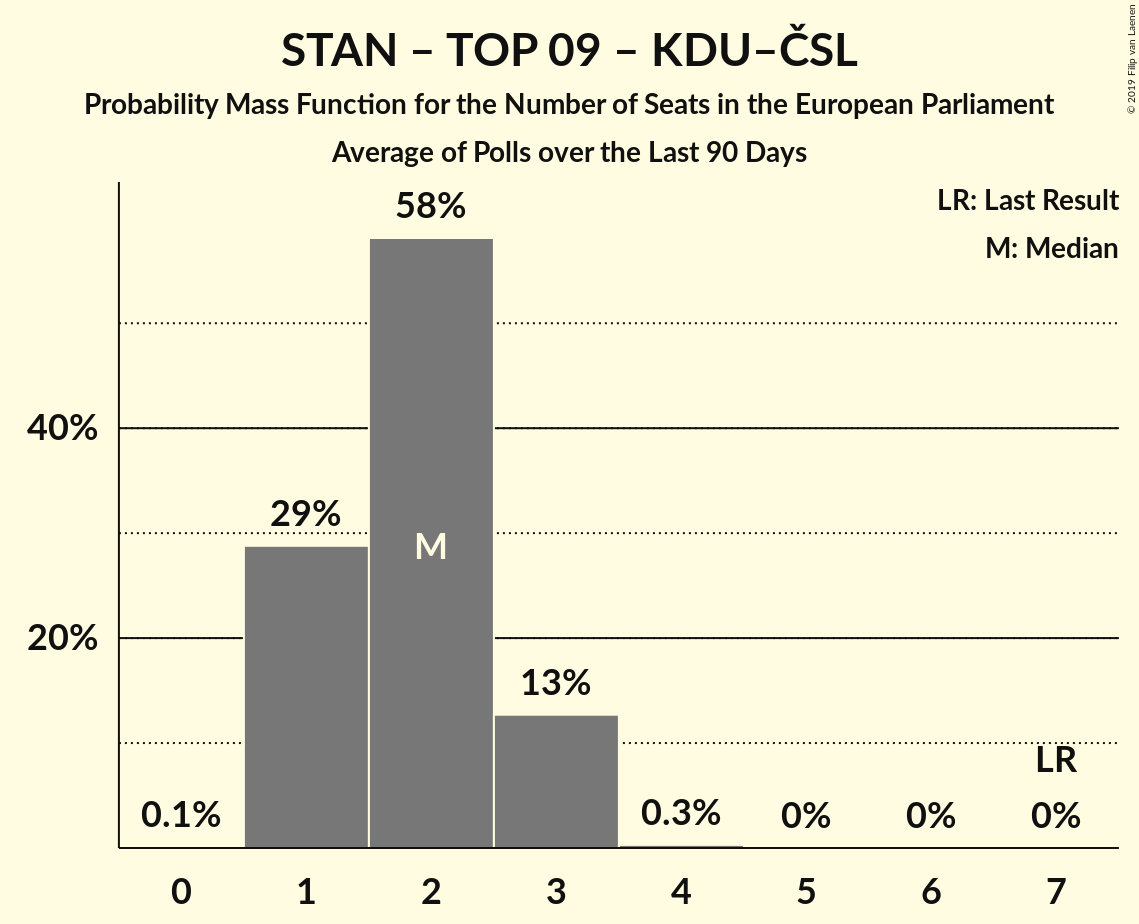 STAN – TOP 09 – KDU–ČSL
Probability Mass Function for the Number of Seats in the European Parliament
Average of Polls over the Last 90 Days
© 2019 Filip van Laenen
LR: Last Result
M: Median
58%
40%
29%
M
20%
13%
LR
0.1%
0.3%
0%
0%
0%
0 1 2 3 4 5 6 7